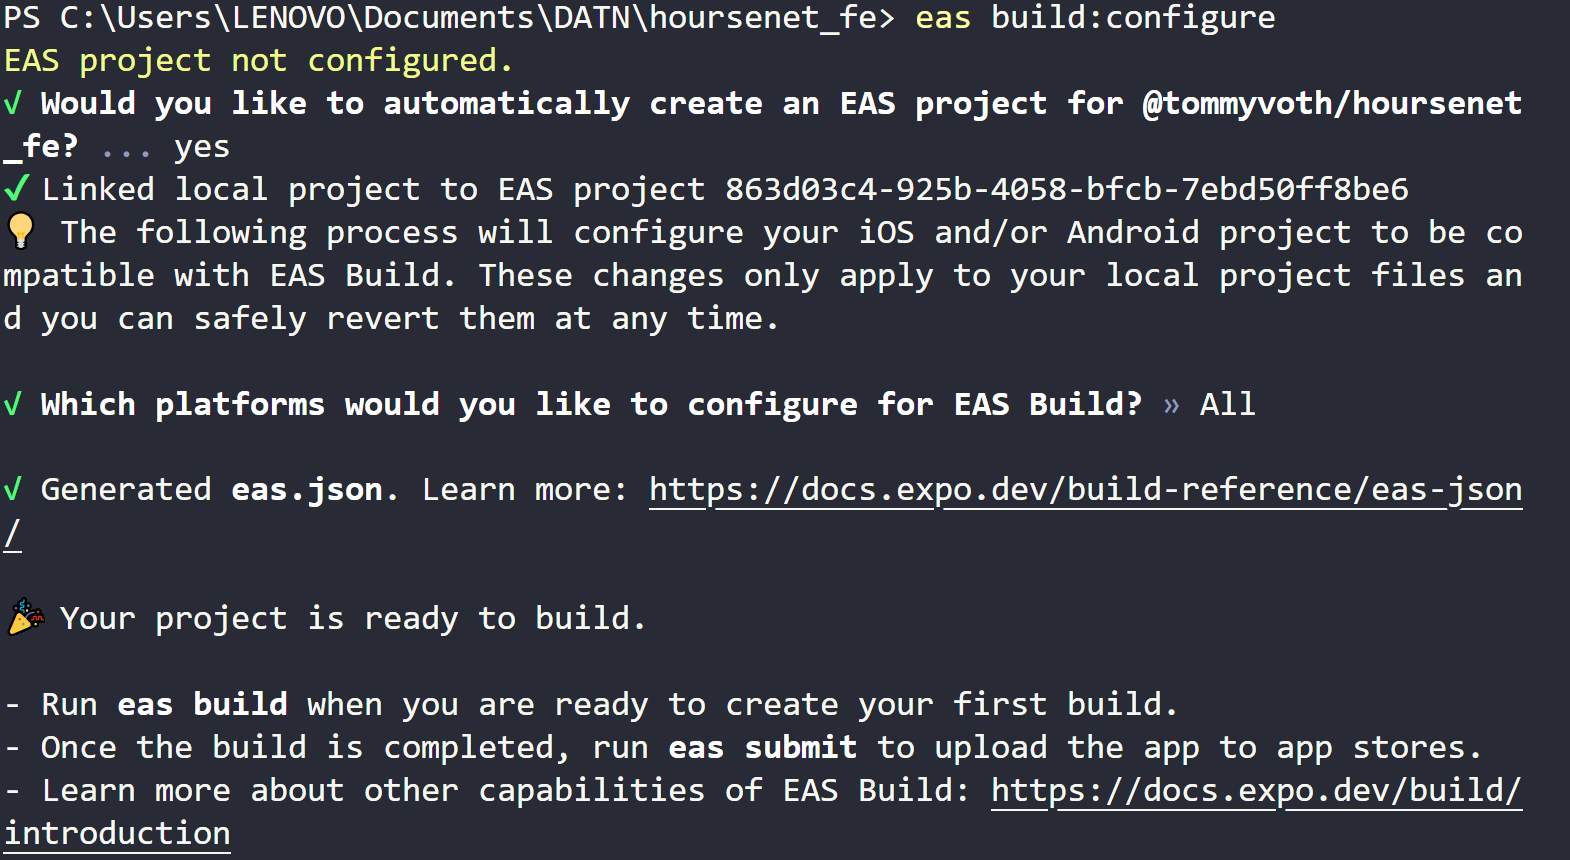 PS C:\Users\LENOVO\Documents\DATN\hoursenet_fe> eas build:configure
EAS project not configured.
√ Would you like to automatically create an EAS project for @tommyvoth/hoursenet
_fe? ... yes
✓ Linked local project to EAS project 863d03c4-925b-4058-bfcb-7ebd50ff8be6
💡 The following process will configure your iOS and/or Android project to be co
mpatible with EAS Build. These changes only apply to your local project files an
d you can safely revert them at any time.
√ Which platforms would you like to configure for EAS Build? » All
√ Generated eas.json. Learn more: https://docs.expo.dev/build-reference/eas-json
/
🎉 Your project is ready to build.
- Run eas build when you are ready to create your first build.
- Once the build is completed, run eas submit to upload the app to app stores.
- Learn more about other capabilities of EAS Build: https://docs.expo.dev/build/
introduction